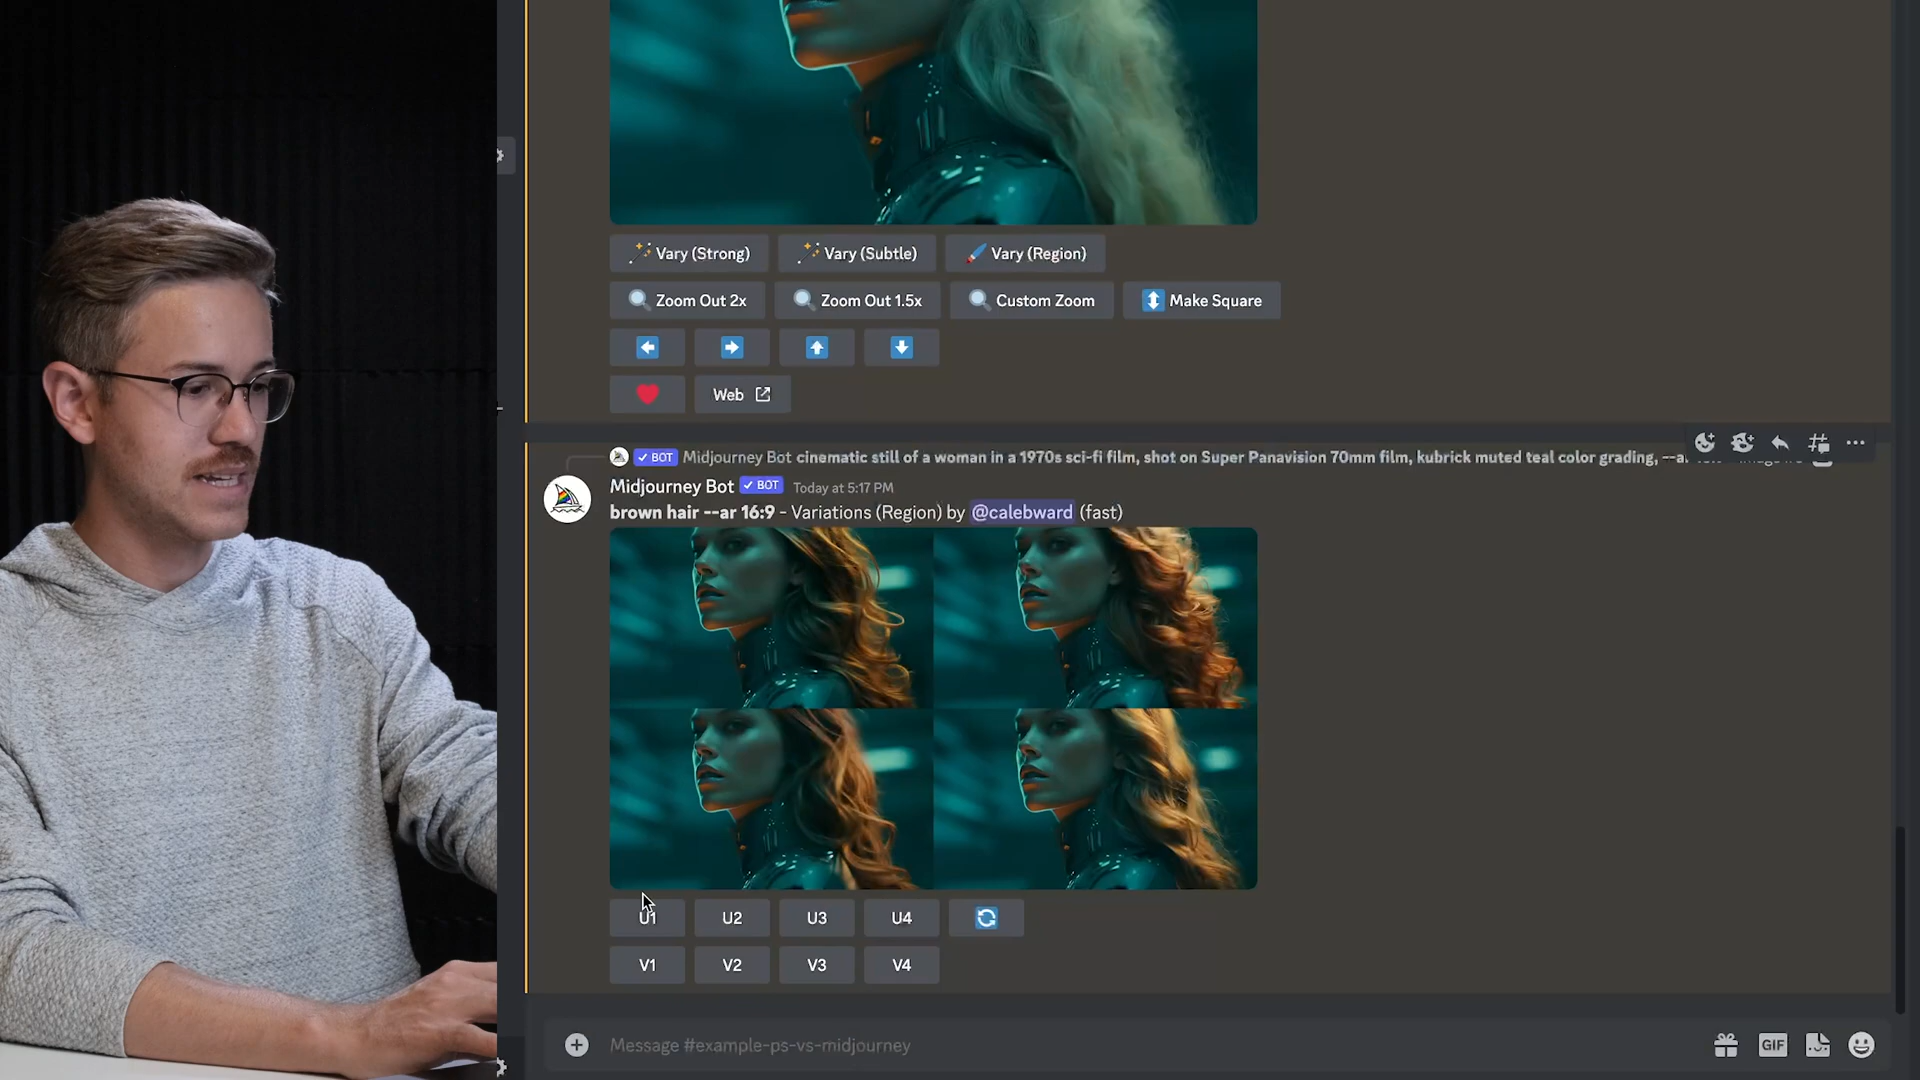 Vary (Strong)
Vary (Subtle)
Vary (Region)
Zoom Out 2x
Zoom Out 1.5x
Custom Zoom
Make Square
Web
BOT Midjourney Bot cinematic still of a woman in a 1970s sci-fi film, shot on Super Panavision 70mm film, kubrick muted teal color grading,
Midjourney Bot BOT Today at 5:17 PM
brown hair --ar 16:9 - Variations (Region) by @calebward (fast)
U1
U2
U3
U4
V1
V2
V3
V4
Message #example-ps-vs-midjourney
GIF